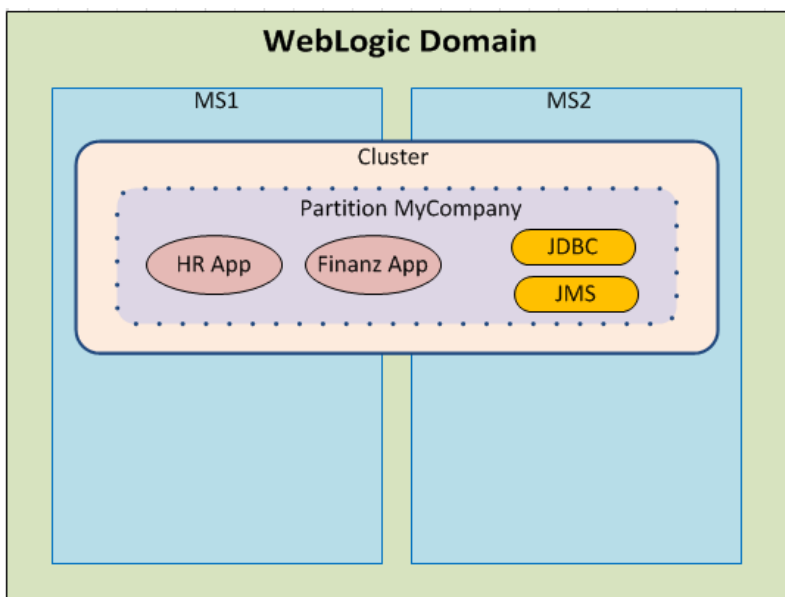 WebLogic Domain
MS1
MS2
Cluster
Partition MyCompany
HR App
Finanz App
JDBC
JMS